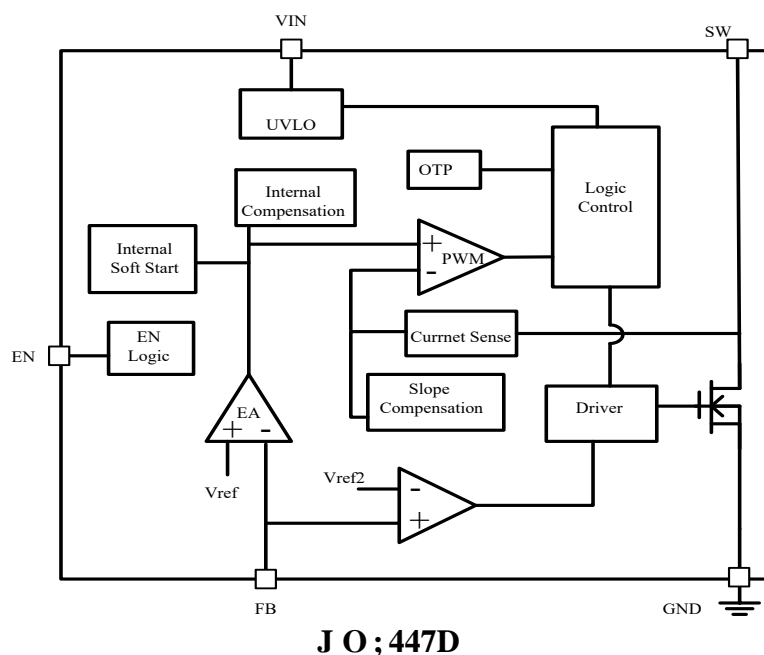 VIN
SW
UVLO
OTP
Logic
Control
Internal
Compensation
Internal
Soft Start
+
PWM
-
EN
EN
Logic
Currnet Sense
Slope
Compensation
Driver
EA
+ -
Vref
Vref2
-
+
FB
GND
J O ; 447D